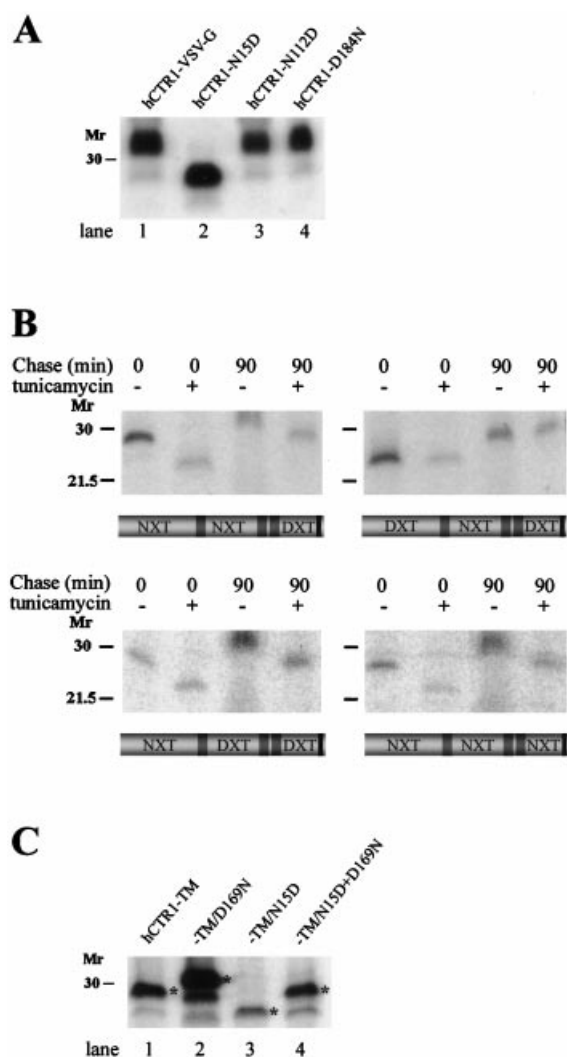 A
hCTR1-VSV-G
hCTR1-N15D
hCTR1-N112D
hCTR1-D184N
Mr
30
lane 1 2 3 4
B
Chase (min) 0 0 90 90 0 0 90 90
tunicamycin - + - + - + - +
Mr
30
21.5
NXT NXT DXT DXT NXT DXT
Chase (min) 0 0 90 90 0 0 90 90
tunicamycin - + - + - + - +
Mr
30
21.5
NXT DXT DXT NXT NXT NXT
C
hCTR1-TM
-TM/D169N
-TM/N15D
-TM/N15D+D169N
Mr
30
* * * *
lane 1 2 3 4